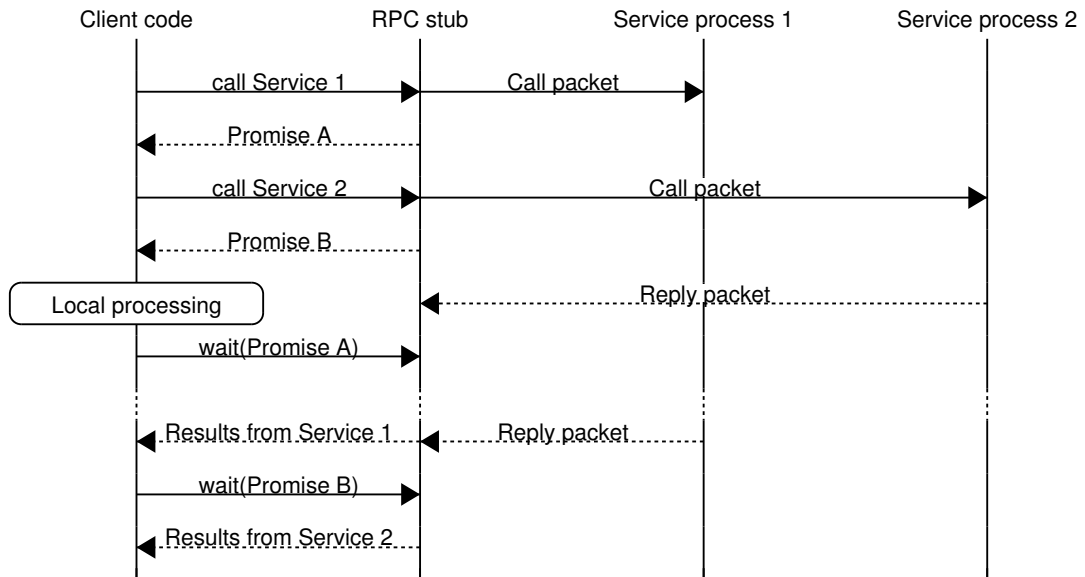 Client code
RPC stub
Service process 1
Service process 2
call Service 1
Call packet
Promise A
call Service 2
Call packet
Promise B
Local processing
Reply packet
wait(Promise A)
Results from Service 1
Reply packet
wait(Promise B)
Results from Service 2